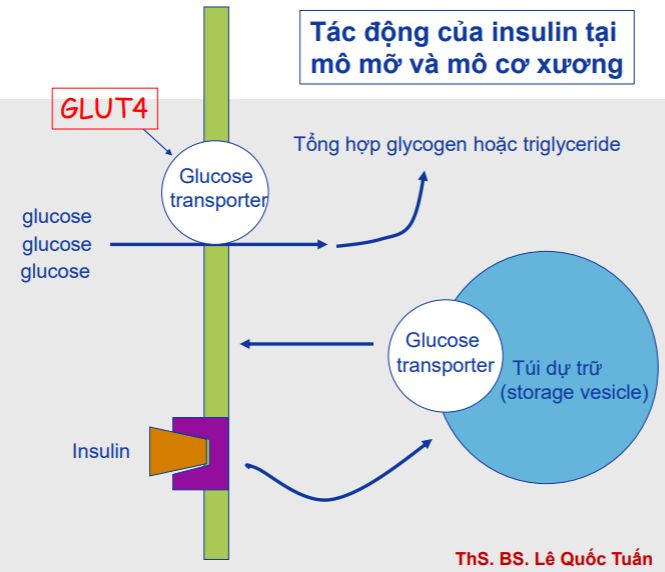 Tác động của insulin tại
mô mỡ và mô cơ xương
GLUT4
Glucose
transporter
Tổng hợp glycogen hoặc triglyceride
glucose
glucose
glucose
Glucose
transporter
Túi dự trữ
(storage vesicle)
Insulin
ThS. BS. Lê Quốc Tuấn